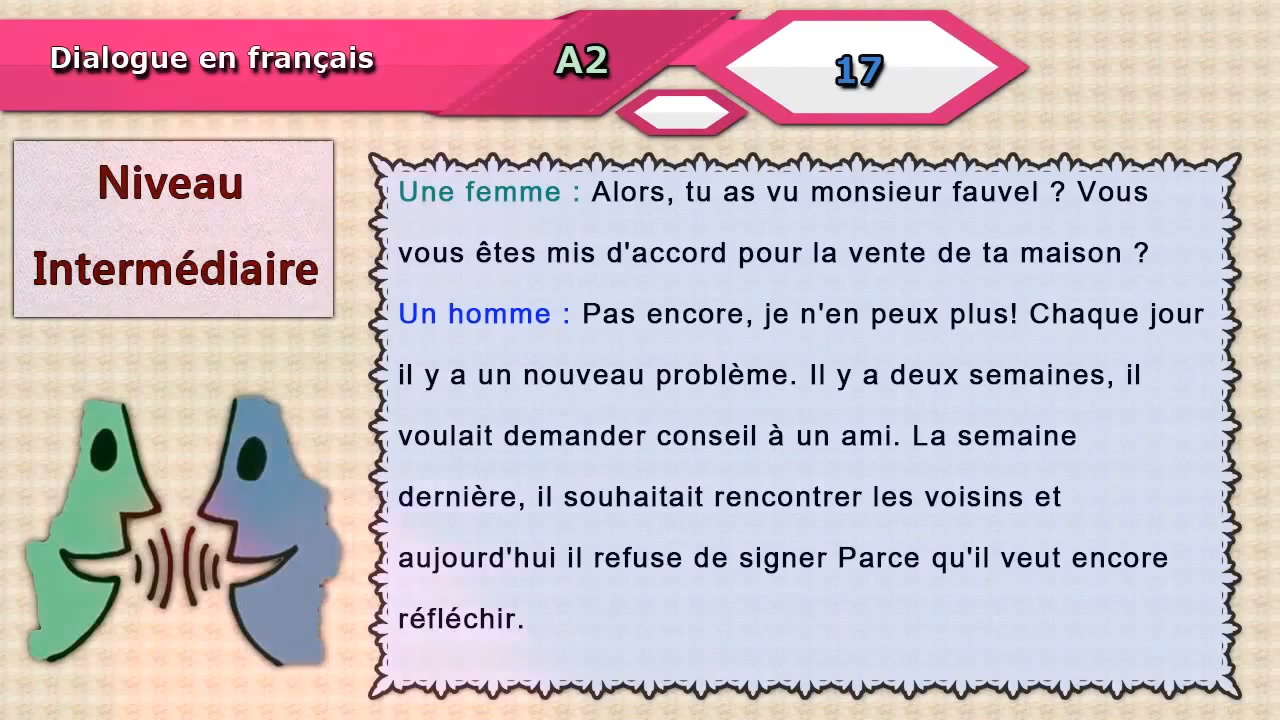 Dialogue en français
A2
17
Niveau
Intermédiaire
Une femme : Alors, tu as vu monsieur fauvel ? Vous
vous êtes mis d'accord pour la vente de ta maison ?
Un homme : Pas encore, je n'en peux plus! Chaque jour
il y a un nouveau problème. Il y a deux semaines, il
voulait demander conseil à un ami. La semaine
dernière, il souhaitait rencontrer les voisins et
aujourd'hui il refuse de signer Parce qu'il veut encore
réfléchir.